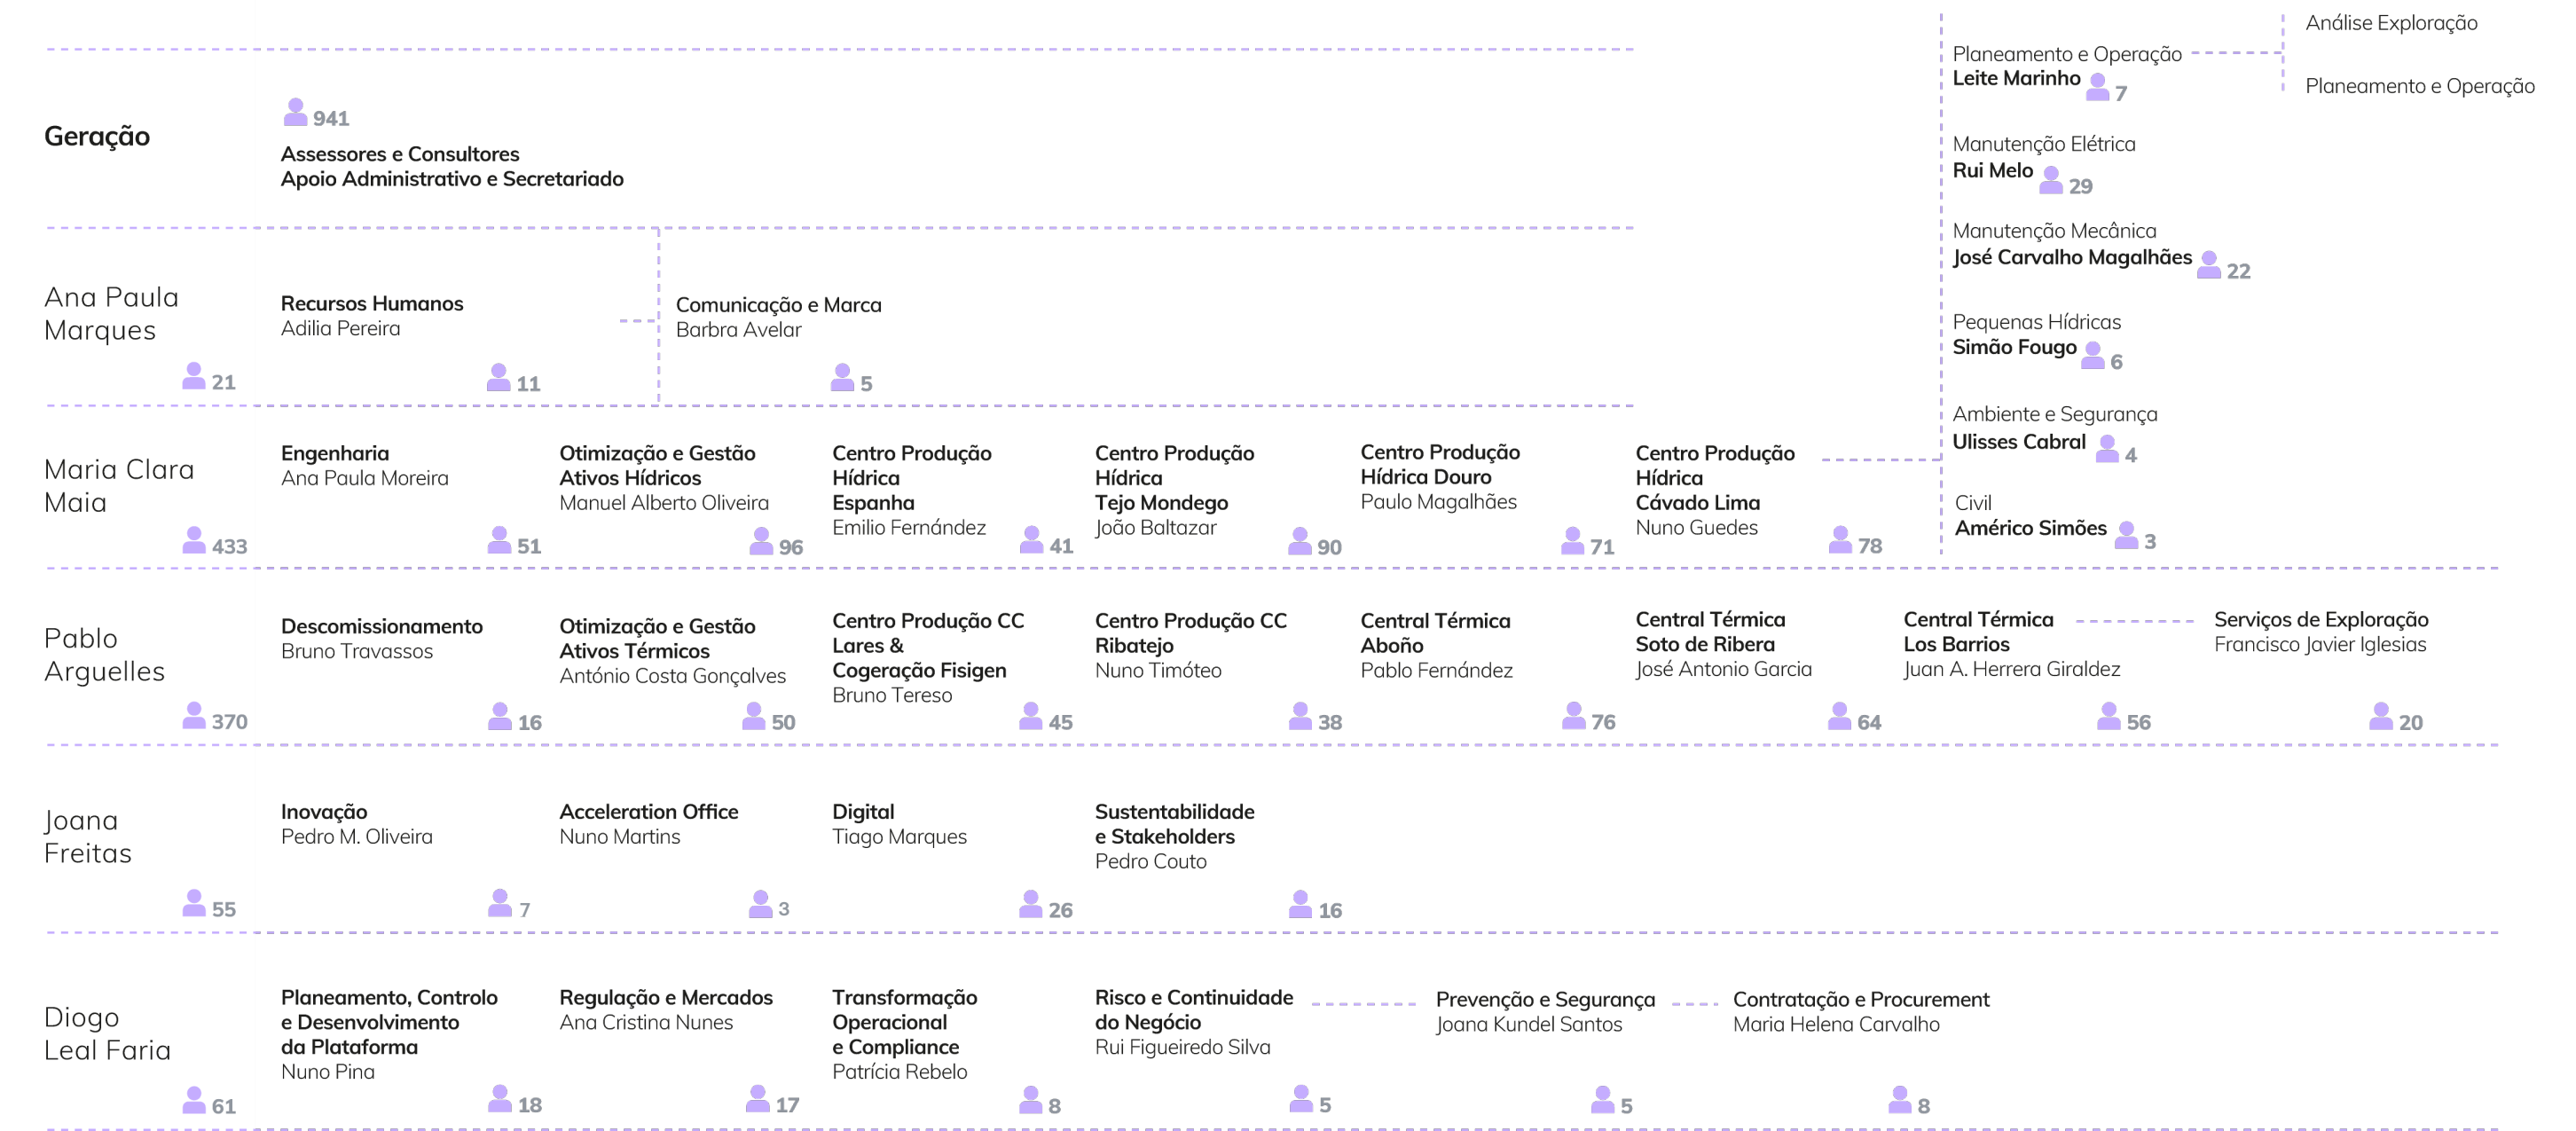 Geração
941
Assessores e Consultores
Apoio Administrativo e Secretariado
Ana Paula
Marques
21
Recursos Humanos
Adilia Pereira
11
Comunicação e Marca
Barbra Avelar
5
Maria Clara
Maia
433
Engenharia
Ana Paula Moreira
51
Otimização e Gestão
Ativos Hídricos
Manuel Alberto Oliveira
96
Centro Produção
Hídrica
Espanha
Emilio Fernández
41
Centro Produção
Hídrica
Tejo Mondego
João Baltazar
90
Centro Produção
Hídrica Douro
Paulo Magalhães
71
Centro Produção
Hídrica
Cávado Lima
Nuno Guedes
78
Planeamento e Operação
Leite Marinho
7
Análise Exploração
Planeamento e Operação
Manutenção Elétrica
Rui Melo
29
Manutenção Mecânica
José Carvalho Magalhães
22
Pequenas Hídricas
Simão Fougo
6
Ambiente e Segurança
Ulisses Cabral
4
Civil
Américo Simões
3
Pablo
Arguelles
370
Descomissionamento
Bruno Travassos
16
Otimização e Gestão
Ativos Térmicos
António Costa Gonçalves
50
Centro Produção CC
Lares &
Cogeração Fisigen
Bruno Tereso
45
Centro Produção CC
Ribatejo
Nuno Timóteo
38
Central Térmica
Aboño
Pablo Fernández
76
Central Térmica
Soto de Ribera
José Antonio Garcia
64
Central Térmica
Los Barrios
Juan A. Herrera Giraldez
56
Serviços de Exploração
Francisco Javier Iglesias
20
Joana
Freitas
55
Inovação
Pedro M. Oliveira
7
Acceleration Office
Nuno Martins
3
Digital
Tiago Marques
26
Sustentabilidade
e Stakeholders
Pedro Couto
16
Diogo
Leal Faria
61
Planeamento, Controlo
e Desenvolvimento
da Plataforma
Nuno Pina
18
Regulação e Mercados
Ana Cristina Nunes
17
Transformação
Operacional
e Compliance
Patrícia Rebelo
8
Risco e Continuidade
do Negócio
Rui Figueiredo Silva
5
Prevenção e Segurança
Joana Kundel Santos
5
Contratação e Procurement
Maria Helena Carvalho
8